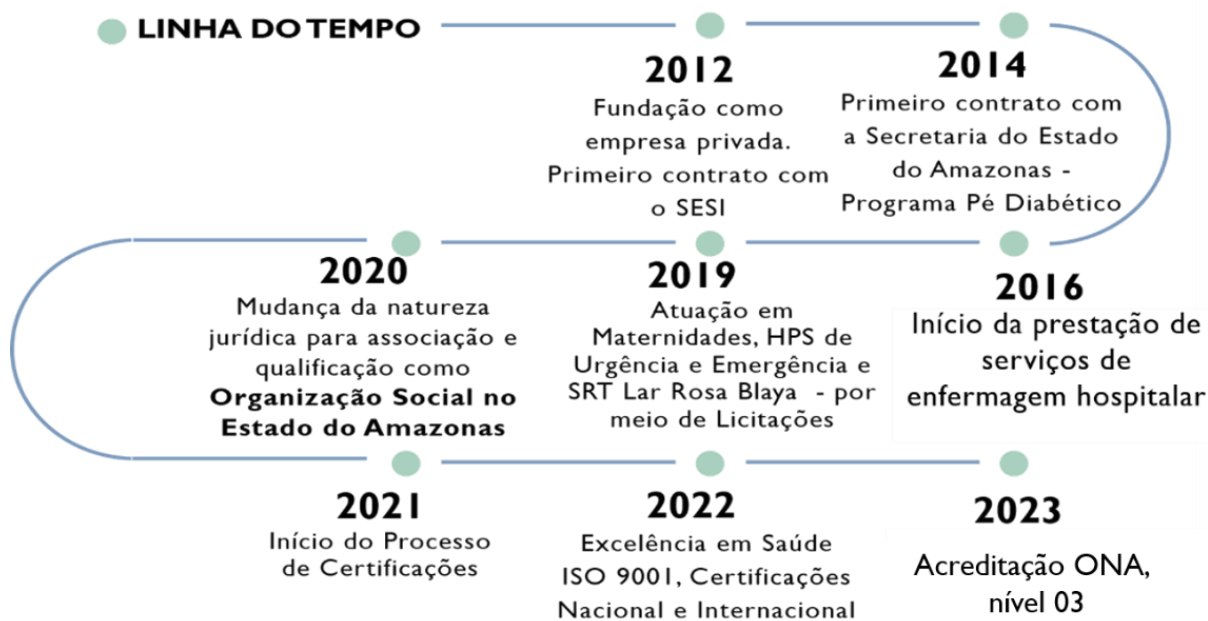 LINHA DO TEMPO
2012
Fundação como
empresa privada.
Primeiro contrato com
o SESI
2014
Primeiro contrato com
a Secretaria do Estado
do Amazonas -
Programa Pé Diabético
2016
Início da prestação de
serviços de
enfermagem hospitalar
2019
Atuação em
Maternidades, HPS de
Urgência e Emergência e
SRT Lar Rosa Blaya - por
meio de Licitações
2020
Mudança da natureza
jurídica para associação e
qualificação como
Organização Social no
Estado do Amazonas
2021
Início do Processo
de Certificações
2022
Excelência em Saúde
ISO 9001, Certificações
Nacional e Internacional
2023
Acreditação ONA,
nível 03